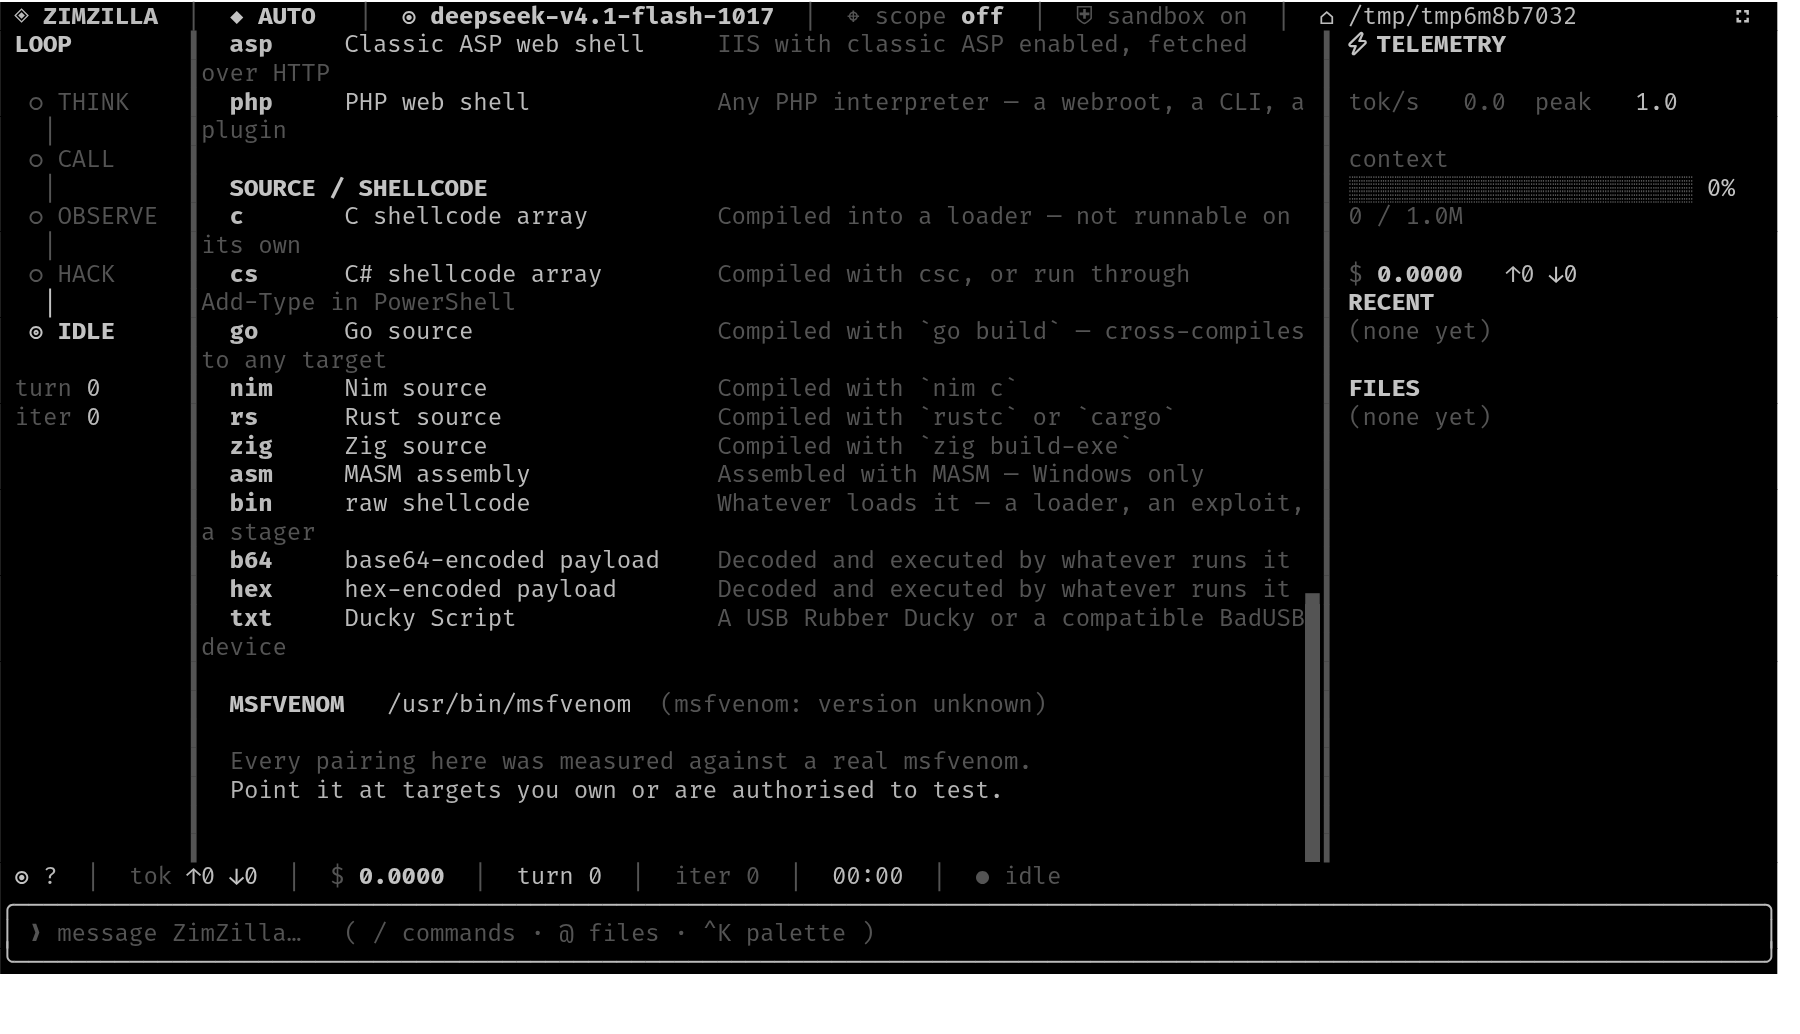 ◈ ZIMZILLA │ ◆ AUTO │ ◉ deepseek-v4.1-flash-1017 │ ⌖ scope off │ ⛨ sandbox on │ ⌂ /tmp/tmp6m8b7032
LOOP
○ THINK
○ CALL
○ OBSERVE
○ HACK
◉ IDLE
turn 0
iter 0
asp Classic ASP web shell IIS with classic ASP enabled, fetched
over HTTP
php PHP web shell Any PHP interpreter — a webroot, a CLI, a
plugin
SOURCE / SHELLCODE
c C shellcode array Compiled into a loader — not runnable on
its own
cs C# shellcode array Compiled with csc, or run through
Add-Type in PowerShell
go Go source Compiled with `go build` — cross-compiles
to any target
nim Nim source Compiled with `nim c`
rs Rust source Compiled with `rustc` or `cargo`
zig Zig source Compiled with `zig build-exe`
asm MASM assembly Assembled with MASM — Windows only
bin raw shellcode Whatever loads it — a loader, an exploit,
a stager
b64 base64-encoded payload Decoded and executed by whatever runs it
hex hex-encoded payload Decoded and executed by whatever runs it
txt Ducky Script A USB Rubber Ducky or a compatible BadUSB
device
MSFVENOM /usr/bin/msfvenom (msfvenom: version unknown)
Every pairing here was measured against a real msfvenom.
Point it at targets you own or are authorised to test.
⚡ TELEMETRY
tok/s 0.0 peak 1.0
context
0%
0 / 1.0M
$ 0.0000 ↑0 ↓0
RECENT
(none yet)
FILES
(none yet)
◉ ? │ tok ↑0 ↓0 │ $ 0.0000 │ turn 0 │ iter 0 │ 00:00 │ ● idle
❫ message ZimZilla… ( / commands · @ files · ^K palette )